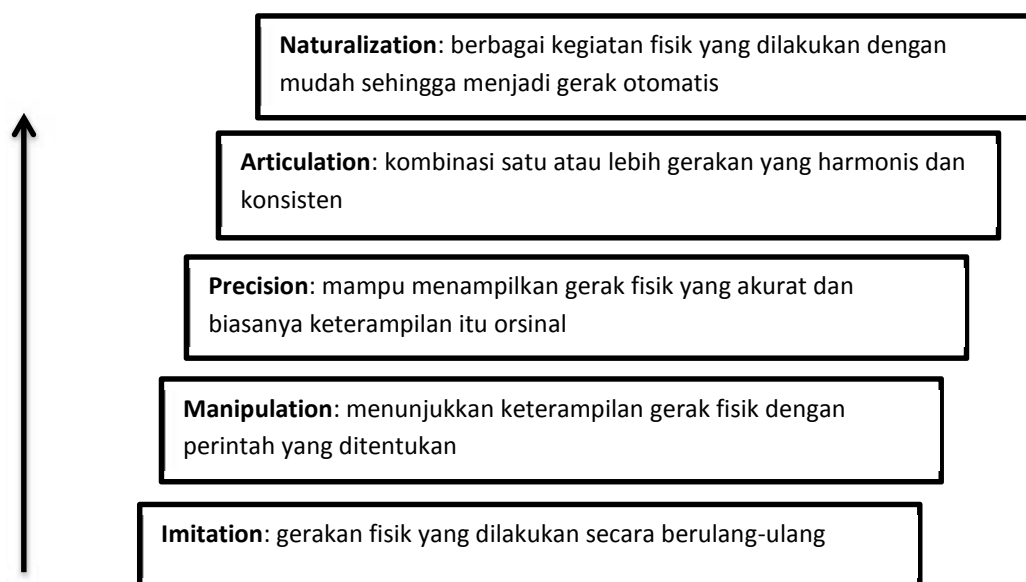 Naturalization: berbagai kegiatan fisik yang dilakukan dengan
mudah sehingga menjadi gerak otomatis
Articulation: kombinasi satu atau lebih gerakan yang harmonis dan
konsisten
Precision: mampu menampilkan gerak fisik yang akurat dan
biasanya keterampilan itu orsinal
Manipulation: menunjukkan keterampilan gerak fisik dengan
perintah yang ditentukan
Imitation: gerakan fisik yang dilakukan secara berulang-ulang